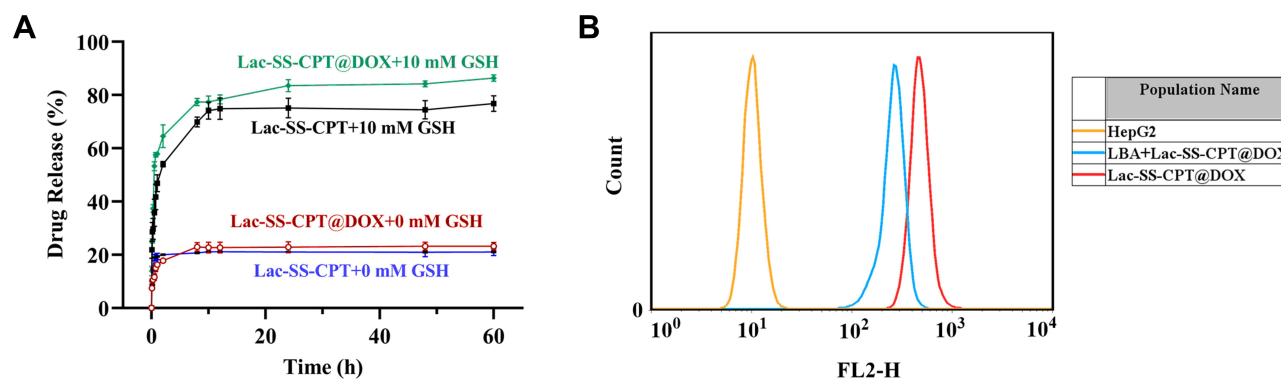 A
Drug Release (%)
100
80
60
40
20
0
Lac-SS-CPT@DOX+10 mM GSH
Lac-SS-CPT+10 mM GSH
Lac-SS-CPT@DOX+0 mM GSH
Lac-SS-CPT+0 mM GSH
0 20 40 60
Time (h)
B
Count
0
10⁰ 10¹ 10² 10³ 10⁴
FL2-H
Population Name
HepG2
LBA+Lac-SS-CPT@DOX
Lac-SS-CPT@DOX